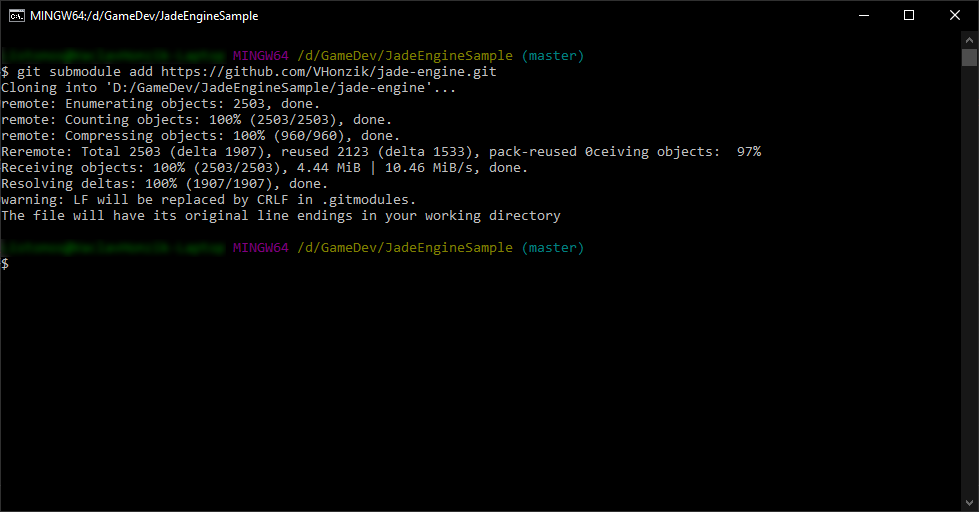 MINGW64:/d/GameDev/JadeEngineSample
MINGW64 /d/GameDev/JadeEngineSample (master)
$ git submodule add https://github.com/VHonzik/jade-engine.git
Cloning into 'D:/GameDev/JadeEngineSample/jade-engine'...
remote: Enumerating objects: 2503, done.
remote: Counting objects: 100% (2503/2503), done.
remote: Compressing objects: 100% (960/960), done.
Reremote: Total 2503 (delta 1907), reused 2123 (delta 1533), pack-reused 0ceiving objects:  97%
Receiving objects: 100% (2503/2503), 4.44 MiB | 10.46 MiB/s, done.
Resolving deltas: 100% (1907/1907), done.
warning: LF will be replaced by CRLF in .gitmodules.
The file will have its original line endings in your working directory
MINGW64 /d/GameDev/JadeEngineSample (master)
$